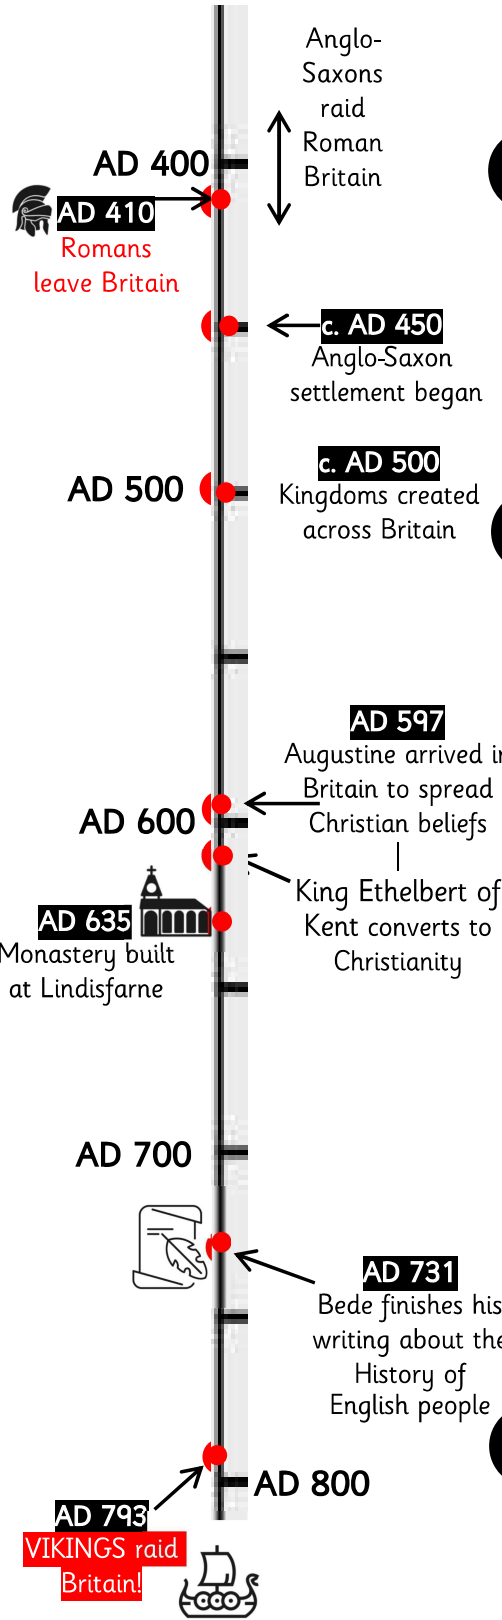 Anglo-
Saxons
raid
Roman
Britain
AD 400
AD 410
Romans
leave Britain
c. AD 450
Anglo-Saxon
settlement began
c. AD 500
Kingdoms created
across Britain
AD 500
AD 597
Augustine arrived in
Britain to spread
Christian beliefs
AD 600
King Ethelbert of
Kent converts to
Christianity
AD 635
Monastery built
at Lindisfarne
AD 700
AD 731
Bede finishes his
writing about the
History of
English people
AD 800
AD 793
VIKINGS raid
Britain!